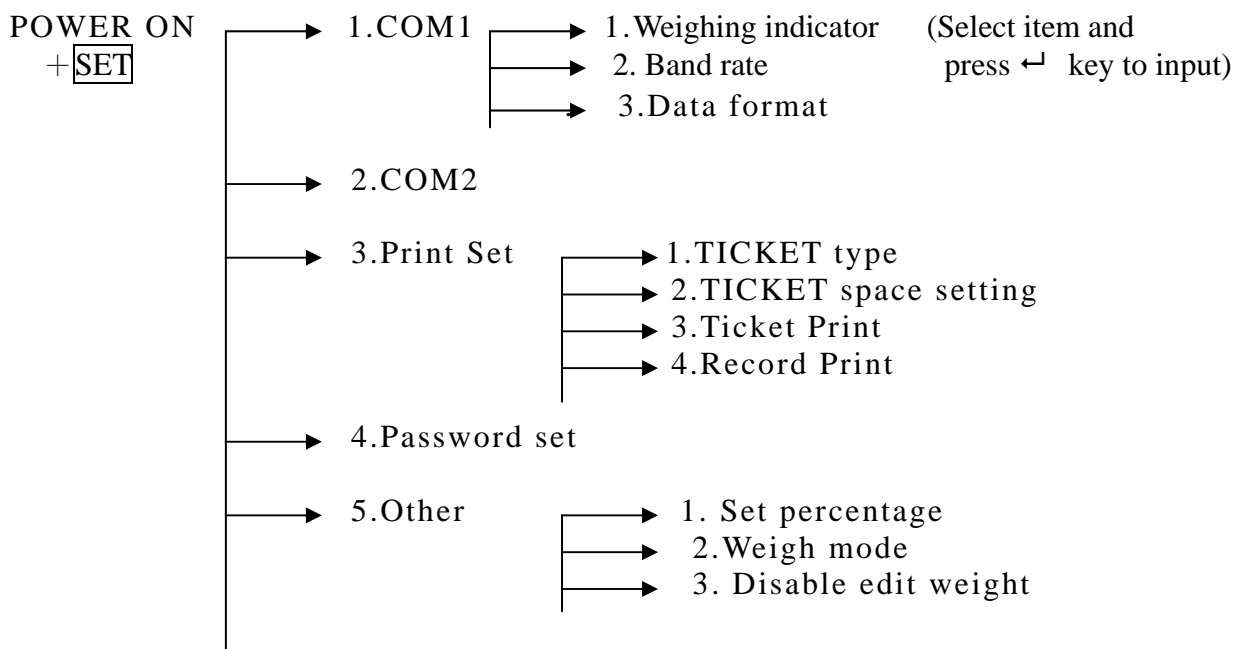 POWER ON
+SET
1.COM1
1.Weighing indicator (Select item and
2. Band rate press ↵ key to input)
3.Data format
2.COM2
3.Print Set
1.TICKET type
2.TICKET space setting
3.Ticket Print
4.Record Print
4.Password set
5.Other
1. Set percentage
2.Weigh mode
3. Disable edit weight